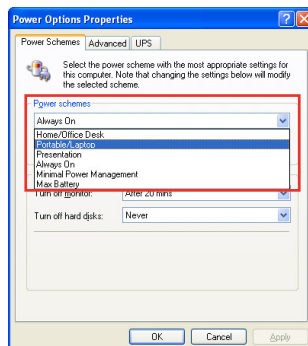 Power Options Properties
Power Schemes Advanced UPS
Select the power scheme with the most appropriate settings for
this computer. Note that changing the settings below will modify
the selected scheme.
Power schemes
Always On
Home/Office Desk
Portable/Laptop
Presentation
Always On
Minimal Power Management
Max Battery
Turn off monitor: After 20 mins
Turn off hard disks: Never
OK Cancel Apply